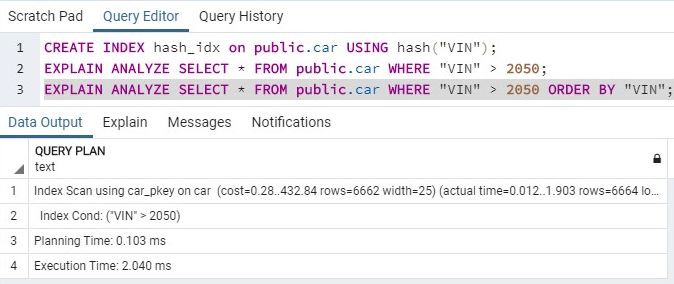 Scratch Pad Query Editor Query History
1 CREATE INDEX hash_idx on public.car USING hash("VIN");
2 EXPLAIN ANALYZE SELECT * FROM public.car WHERE "VIN" > 2050;
3 EXPLAIN ANALYZE SELECT * FROM public.car WHERE "VIN" > 2050 ORDER BY "VIN";
Data Output Explain Messages Notifications
QUERY PLAN
text
1 Index Scan using car_pkey on car (cost=0.28..432.84 rows=6662 width=25) (actual time=0.012..1.903 rows=6664 lo...
2 Index Cond: ("VIN" > 2050)
3 Planning Time: 0.103 ms
4 Execution Time: 2.040 ms